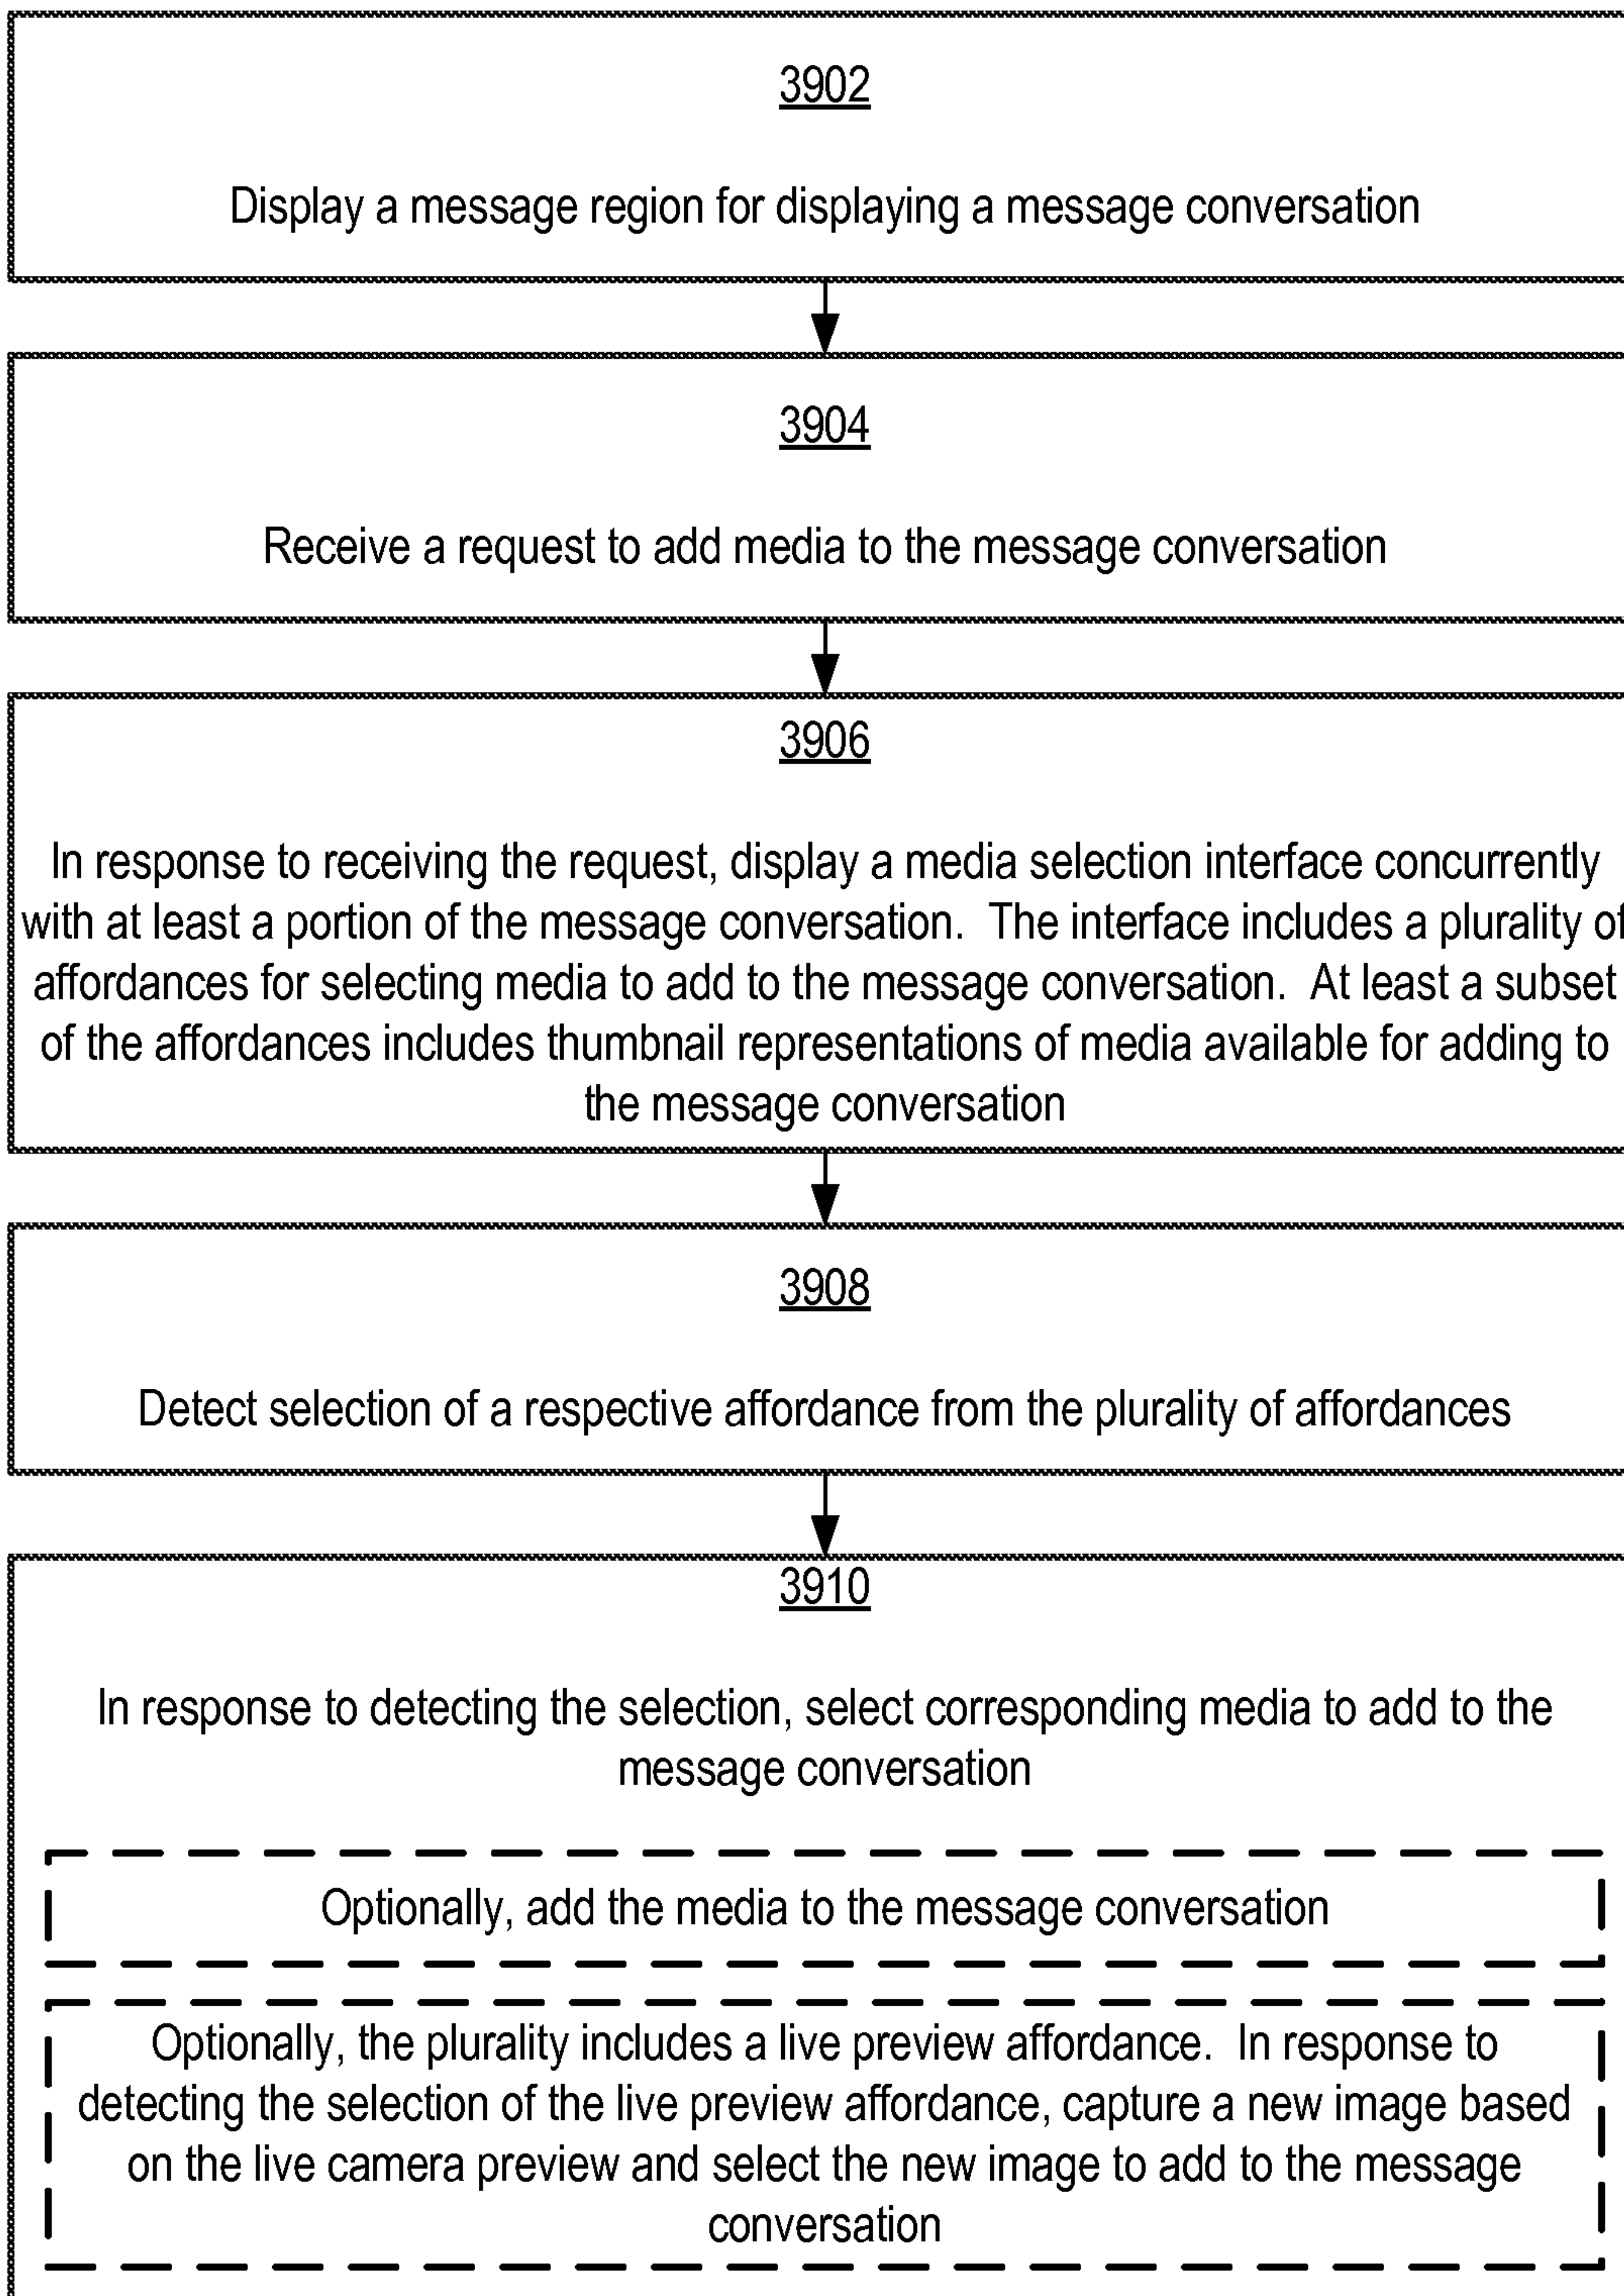 3902
Display a message region for displaying a message conversation
3904
Receive a request to add media to the message conversation
3906
In response to receiving the request, display a media selection interface concurrently
with at least a portion of the message conversation.  The interface includes a plurality of
affordances for selecting media to add to the message conversation.  At least a subset
of the affordances includes thumbnail representations of media available for adding to
the message conversation
3908
Detect selection of a respective affordance from the plurality of affordances
3910
In response to detecting the selection, select corresponding media to add to the
message conversation
Optionally, add the media to the message conversation
Optionally, the plurality includes a live preview affordance.  In response to
detecting the selection of the live preview affordance, capture a new image based
on the live camera preview and select the new image to add to the message
conversation